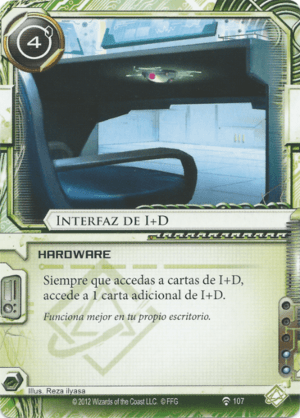 4
INTERFAZ DE I+D
HARDWARE
Siempre que accedas a cartas de I+D,
accede a 1 carta adicional de I+D.
Funciona mejor en tu propio escritorio.
Illus. Reza Ilyasa
© 2012 Wizards of the Coast LLC © FFG
107